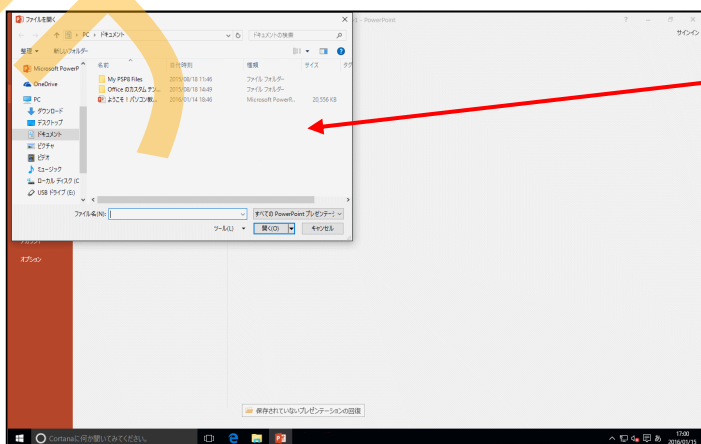 ファイルを開く
- PowerPoint
サインイン
PC › ドキュメント
ドキュメントの検索
整理 新しいフォルダー
Microsoft PowerP
OneDrive
PC
ダウンロード
デスクトップ
ドキュメント
ピクチャ
ビデオ
ミュージック
ローカル ディスク (C
USB ドライブ (E:)
名前 更新日時 種類 サイズ タグ
My PSP8 Files 2015/08/18 11:46 ファイル フォルダー
Office のカスタム テン... 2015/08/18 14:49 ファイル フォルダー
ようこそ！パソコン教... 2016/01/14 18:46 Microsoft PowerP... 20,556 KB
ファイル名(N):
すべての PowerPoint プレゼンテーシ
ツール(L) 開く(O) キャンセル
アカウント
オプション
保存されていないプレゼンテーションの回復
Cortanaに何か聞いてみてください。
あ
17:00
2016/01/15